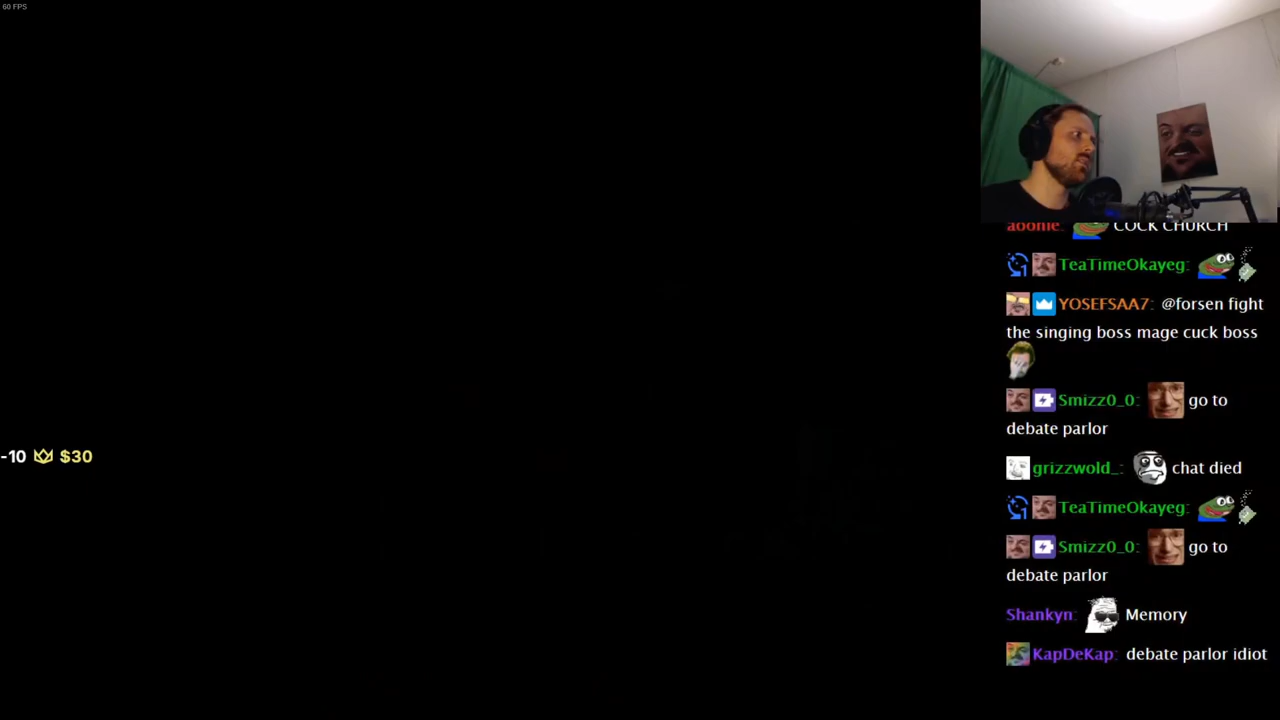 60 FPS
aoonie: COCK CHURCH
TeaTimeOkayeg:
YOSEFSAA7: @forsen fight
the singing boss mage cuck boss
Smizz0_0: go to
debate parlor
grizzwold_: chat died
TeaTimeOkayeg:
Smizz0_0: go to
debate parlor
Shankyn: Memory
KapDeKap: debate parlor idiot
-10 $30